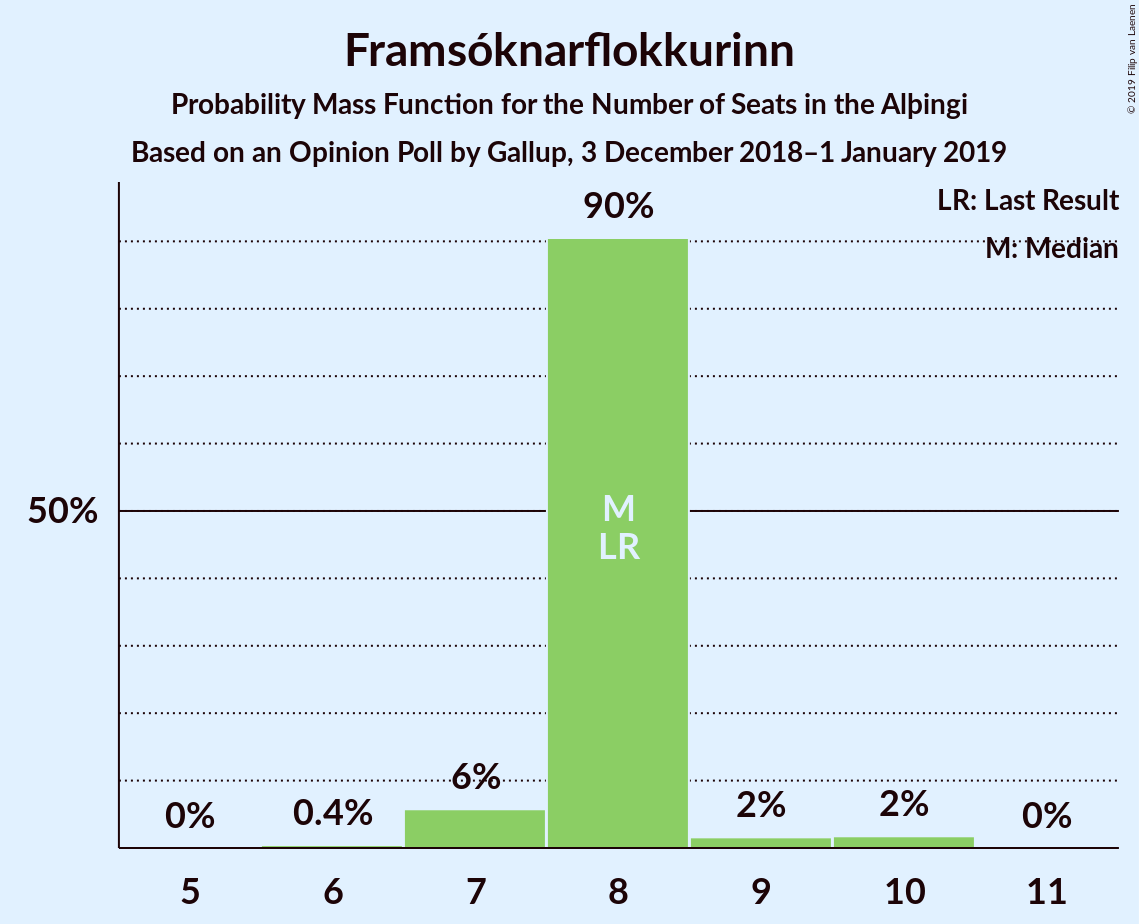 Framsóknarflokkurinn
Probability Mass Function for the Number of Seats in the Alþingi
Based on an Opinion Poll by Gallup, 3 December 2018–1 January 2019
© 2019 Filip van Laenen
LR: Last Result
M: Median
90%
50%
M
LR
0%
0.4%
6%
2%
2%
0%
5
6
7
8
9
10
11